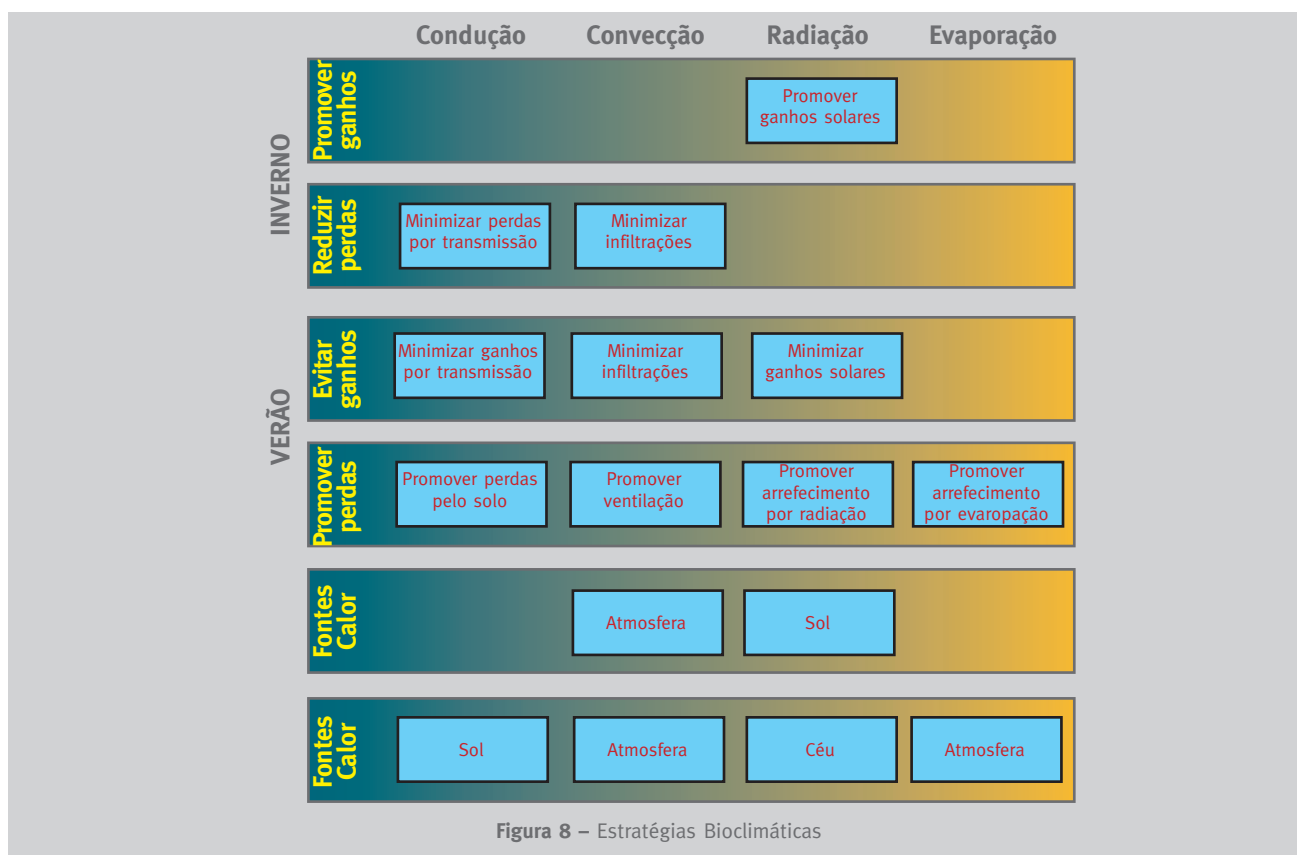 Condução Convecção Radiação Evaporação
INVERNO
Promover
ganhos
Promover
ganhos solares
Reduzir
perdas
Minimizar perdas
por transmissão
Minimizar
infiltrações
VERÃO
Evitar
ganhos
Minimizar ganhos
por transmissão
Minimizar
infiltrações
Minimizar
ganhos solares
Promover
perdas
Promover perdas
pelo solo
Promover
ventilação
Promover
arrefecimento
por radiação
Promover
arrefecimento
por evaropação
Fontes
Calor
Atmosfera
Sol
Fontes
Calor
Sol
Atmosfera
Céu
Atmosfera
Figura 8 – Estratégias Bioclimáticas